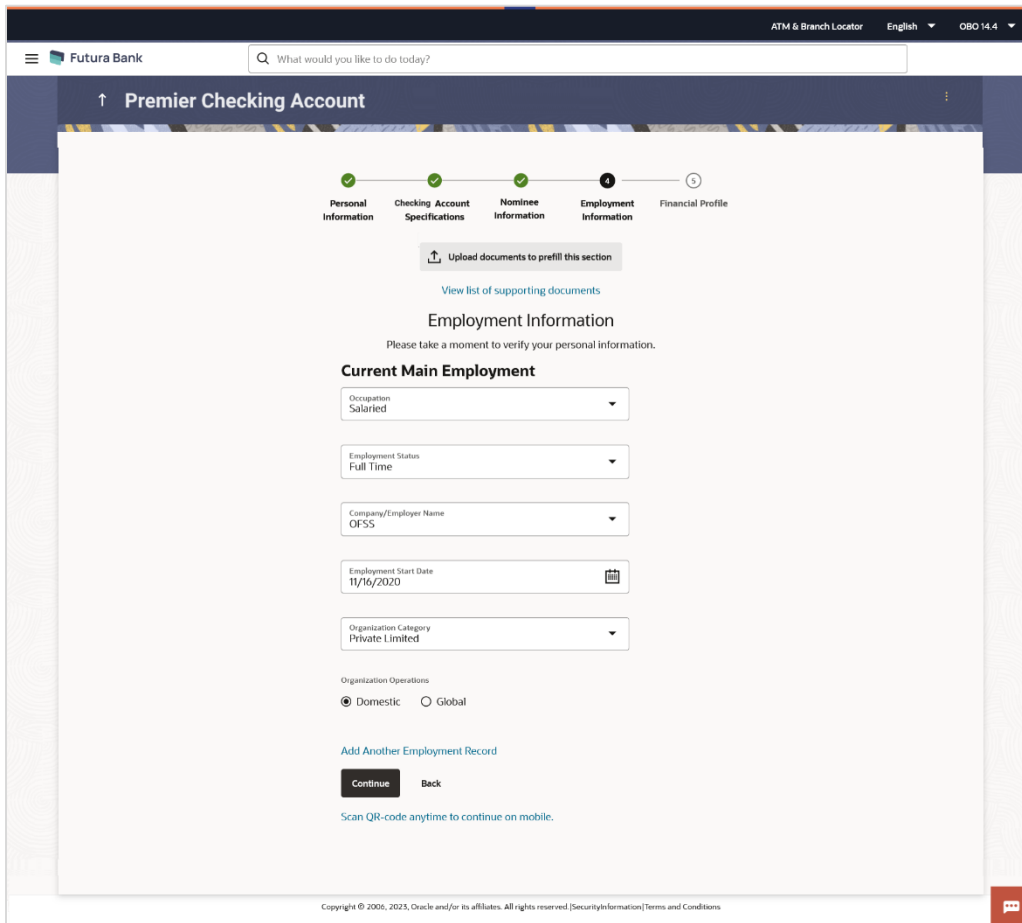 ATM & Branch Locator English OBO 14.4
Futura Bank What would you like to do today?
Premier Checking Account
4 5
Personal Information
Checking Account Specifications
Nominee Information
Employment Information
Financial Profile
Upload documents to prefill this section
View list of supporting documents
Employment Information
Please take a moment to verify your personal information.
Current Main Employment
Occupation
Salaried
Employment Status
Full Time
Company/Employer Name
OFSS
Employment Start Date
11/16/2020
Organization Category
Private Limited
Organization Operations
Domestic Global
Add Another Employment Record
Continue Back
Scan QR-code anytime to continue on mobile.
Copyright © 2006, 2023, Oracle and/or its affiliates. All rights reserved.|SecurityInformation|Terms and Conditions